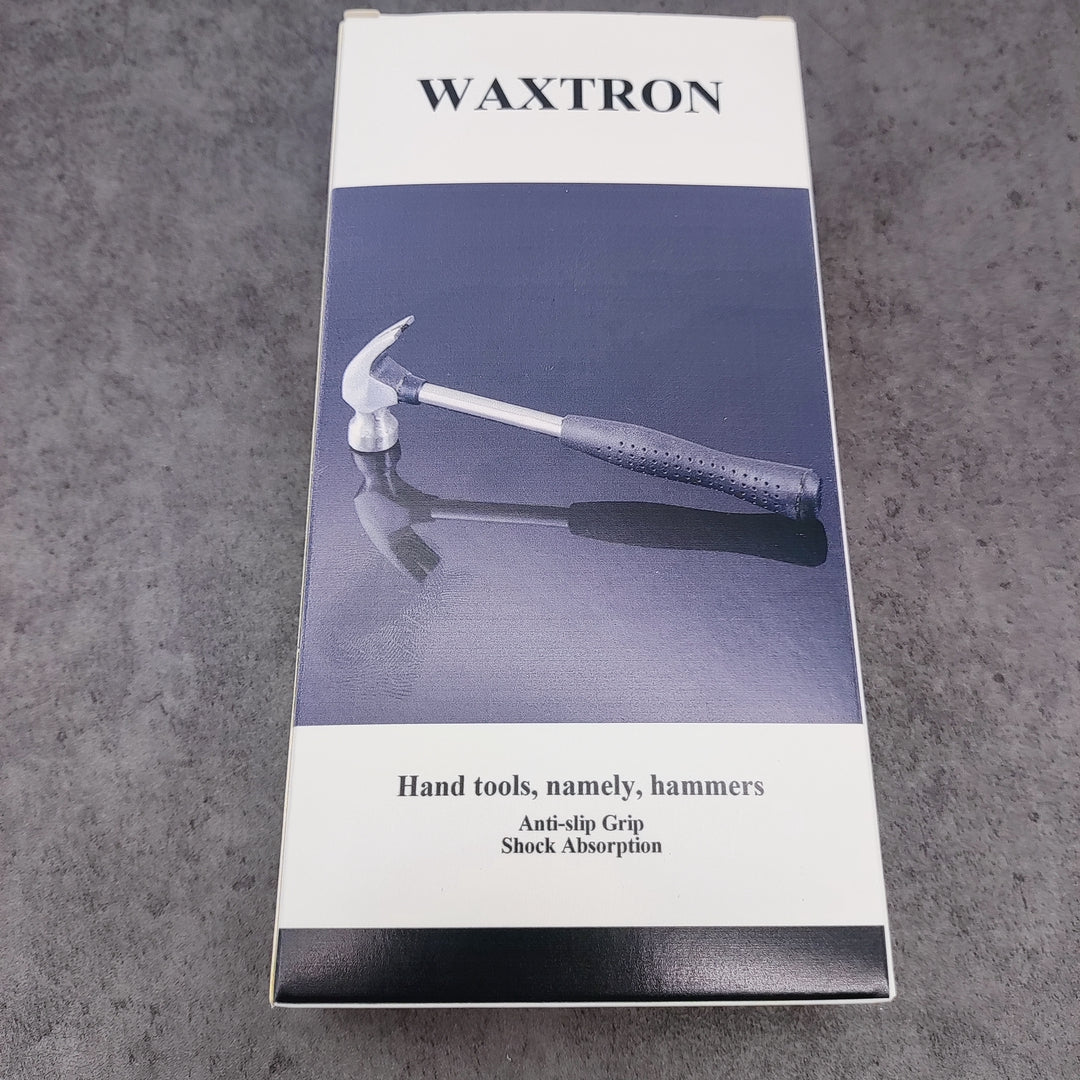 WAXTRON
Hand tools, namely, hammers
Anti-slip Grip
Shock Absorption